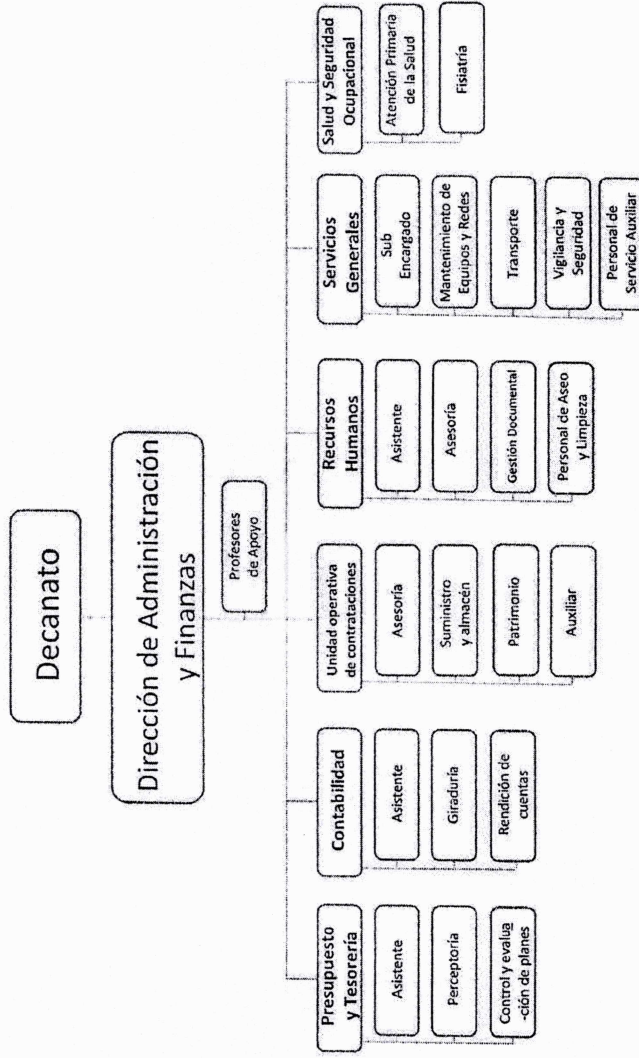 Decanato
Dirección de Administración
y Finanzas
Profesores
de Apoyo
Presupuesto
y Tesorería
Asistente
Perceptoría
Control y evalua
-ción de planes
Contabilidad
Asistente
Giraduría
Rendición de
cuentas
Unidad operativa
de contrataciones
Asesoría
Suministro
y almacén
Patrimonio
Auxiliar
Recursos
Humanos
Asistente
Asesoría
Gestión Documental
Personal de Aseo
y Limpieza
Servicios
Generales
Sub
Encargado
Mantenimiento de
Equipos y Redes
Transporte
Vigilancia y
Seguridad
Personal de
Servicio Auxiliar
Salud y Seguridad
Ocupacional
Atención Primaria
de la Salud
Fisiatría